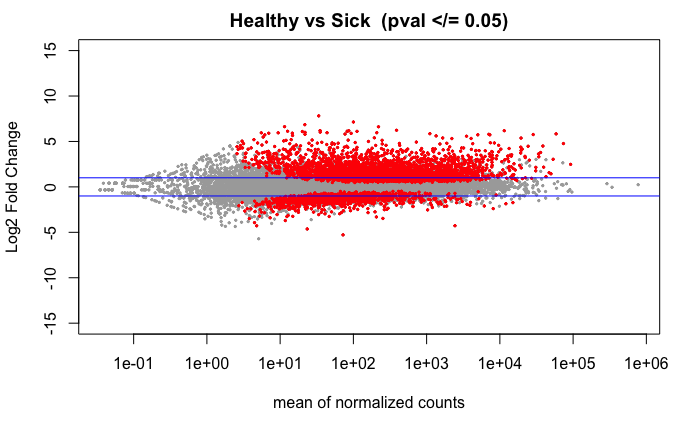 Healthy vs Sick  (pval </= 0.05)
Log2 Fold Change
15
10
5
0
-5
-10
-15
1e-01 1e+00 1e+01 1e+02 1e+03 1e+04 1e+05 1e+06
mean of normalized counts